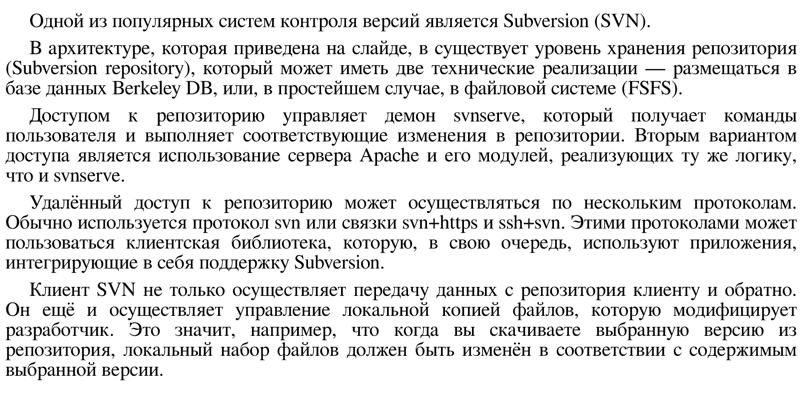 Одной из популярных систем контроля версий является Subversion (SVN).
В архитектуре, которая приведена на слайде, в существует уровень хранения репозитория
(Subversion repository), который может иметь две технические реализации — размещаться в
базе данных Berkeley DB, или, в простейшем случае, в файловой системе (FSFS).
Доступом к репозиторию управляет демон svnserve, который получает команды
пользователя и выполняет соответствующие изменения в репозитории. Вторым вариантом
доступа является использование сервера Apache и его модулей, реализующих ту же логику,
что и svnserve.
Удалённый доступ к репозиторию может осуществляться по нескольким протоколам.
Обычно используется протокол svn или связки svn+https и ssh+svn. Этими протоколами может
пользоваться клиентская библиотека, которую, в свою очередь, используют приложения,
интегрирующие в себя поддержку Subversion.
Клиент SVN не только осуществляет передачу данных с репозитория клиенту и обратно.
Он ещё и осуществляет управление локальной копией файлов, которую модифицирует
разработчик. Это значит, например, что когда вы скачиваете выбранную версию из
репозитория, локальный набор файлов должен быть изменён в соответствии с содержимым
выбранной версии.